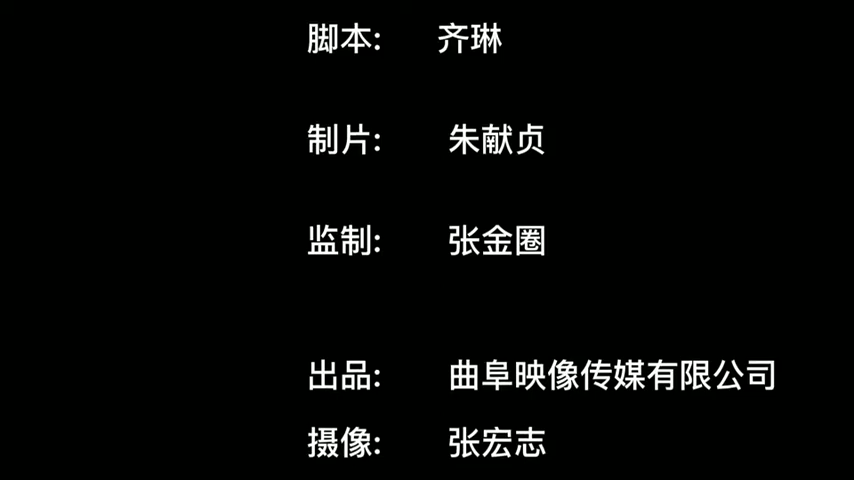 脚本: 齐琳
制片: 朱献贞
监制: 张金圈
出品: 曲阜映像传媒有限公司
摄像: 张宏志